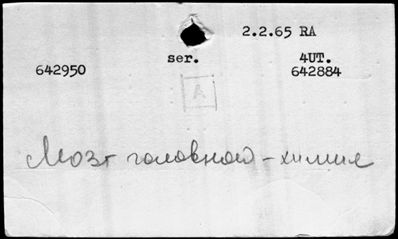 2.2.65 RA
ser. 4UT.
642950 642884
A
Мозг головной - химия